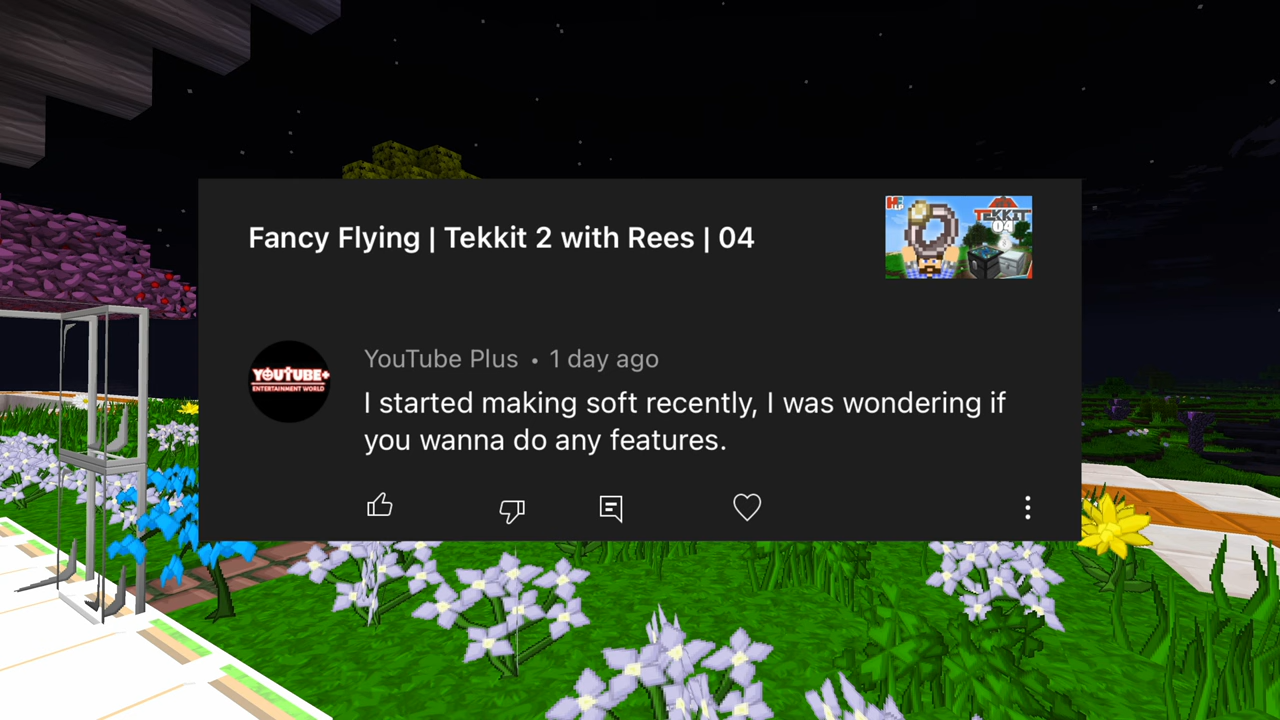 Fancy Flying | Tekkit 2 with Rees | 04
TEKKIT
04
YouTube Plus • 1 day ago
YOUTUBE+
ENTERTAINMENT WORLD
I started making soft recently, I was wondering if
you wanna do any features.